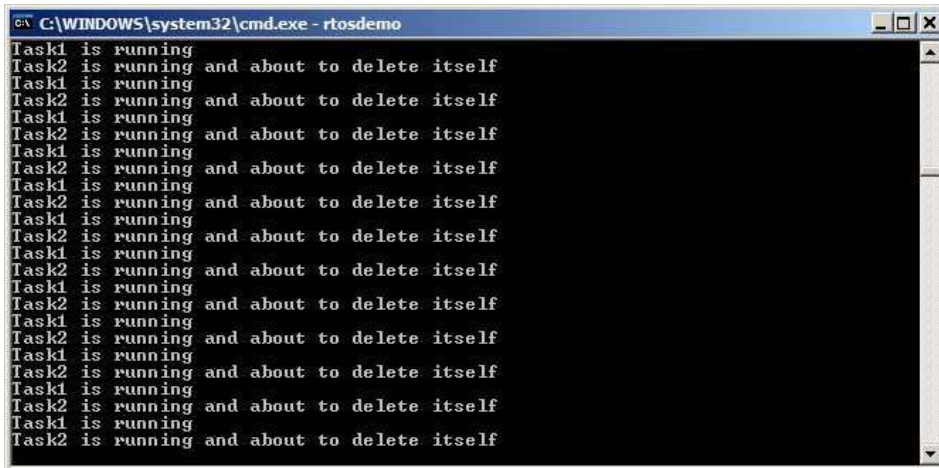 C:\WINDOWS\system32\cmd.exe - rtosdemo
Task1 is running
Task2 is running and about to delete itself
Task1 is running
Task2 is running and about to delete itself
Task1 is running
Task2 is running and about to delete itself
Task1 is running
Task2 is running and about to delete itself
Task1 is running
Task2 is running and about to delete itself
Task1 is running
Task2 is running and about to delete itself
Task1 is running
Task2 is running and about to delete itself
Task1 is running
Task2 is running and about to delete itself
Task1 is running
Task2 is running and about to delete itself
Task1 is running
Task2 is running and about to delete itself
Task1 is running
Task2 is running and about to delete itself
Task1 is running
Task2 is running and about to delete itself